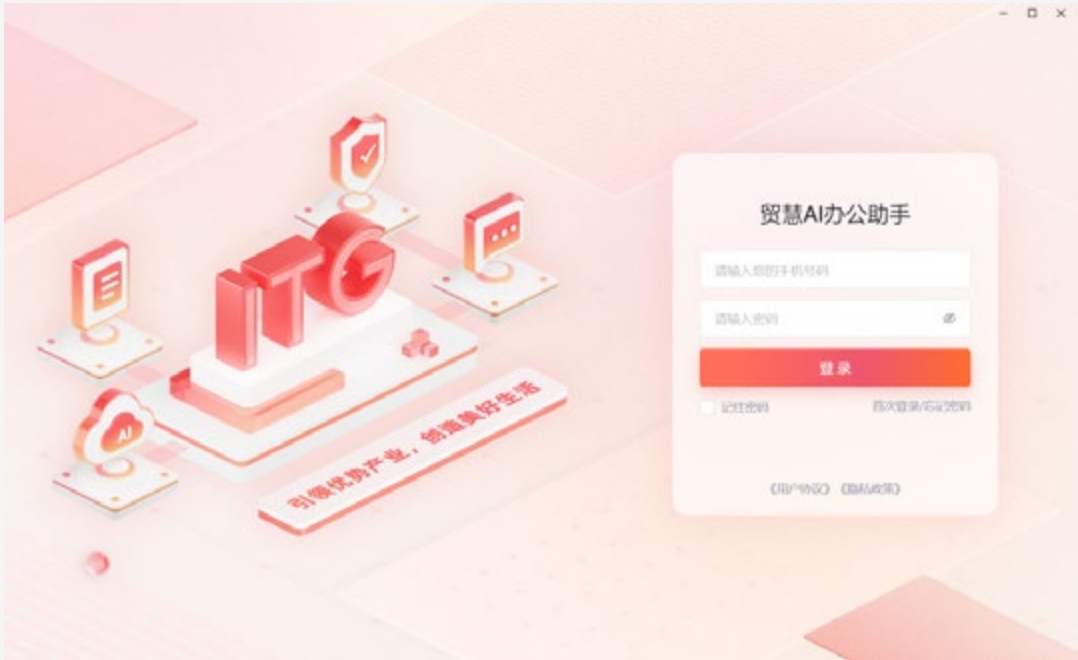 ITG
AI
引领优势产业，创造美好生活
贸慧AI办公助手
请输入您的手机号码
请输入密码
登录
记住密码
首次登录/忘记密码
《用户协议》《隐私政策》